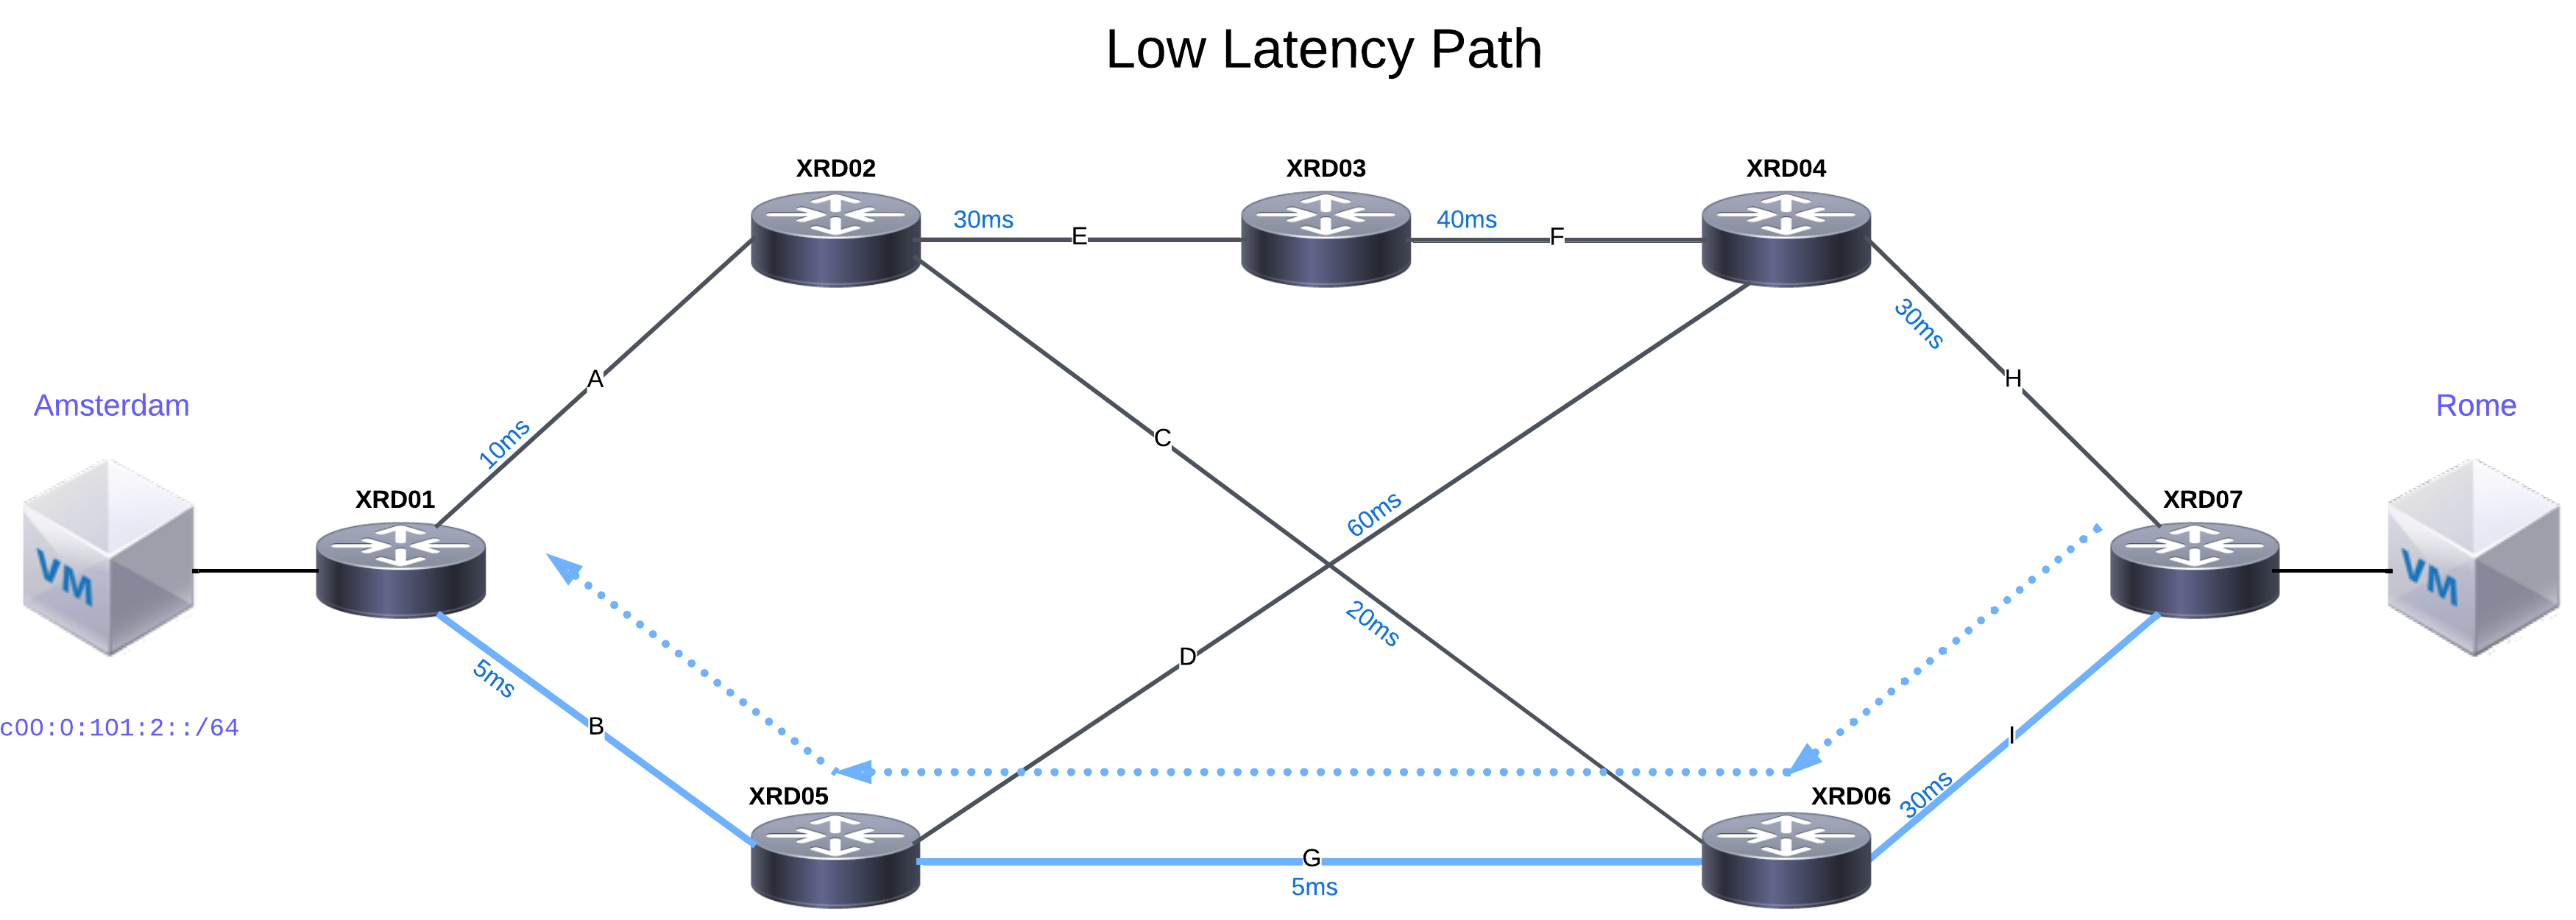 Low Latency Path
XRD02
XRD03
XRD04
30ms
E
40ms
F
A
10ms
C
30ms
H
Amsterdam
Rome
XRD01
XRD07
VM
VM
60ms
20ms
D
5ms
B
I
c00:0:101:2::/64
XRD05
XRD06
30ms
G
5ms